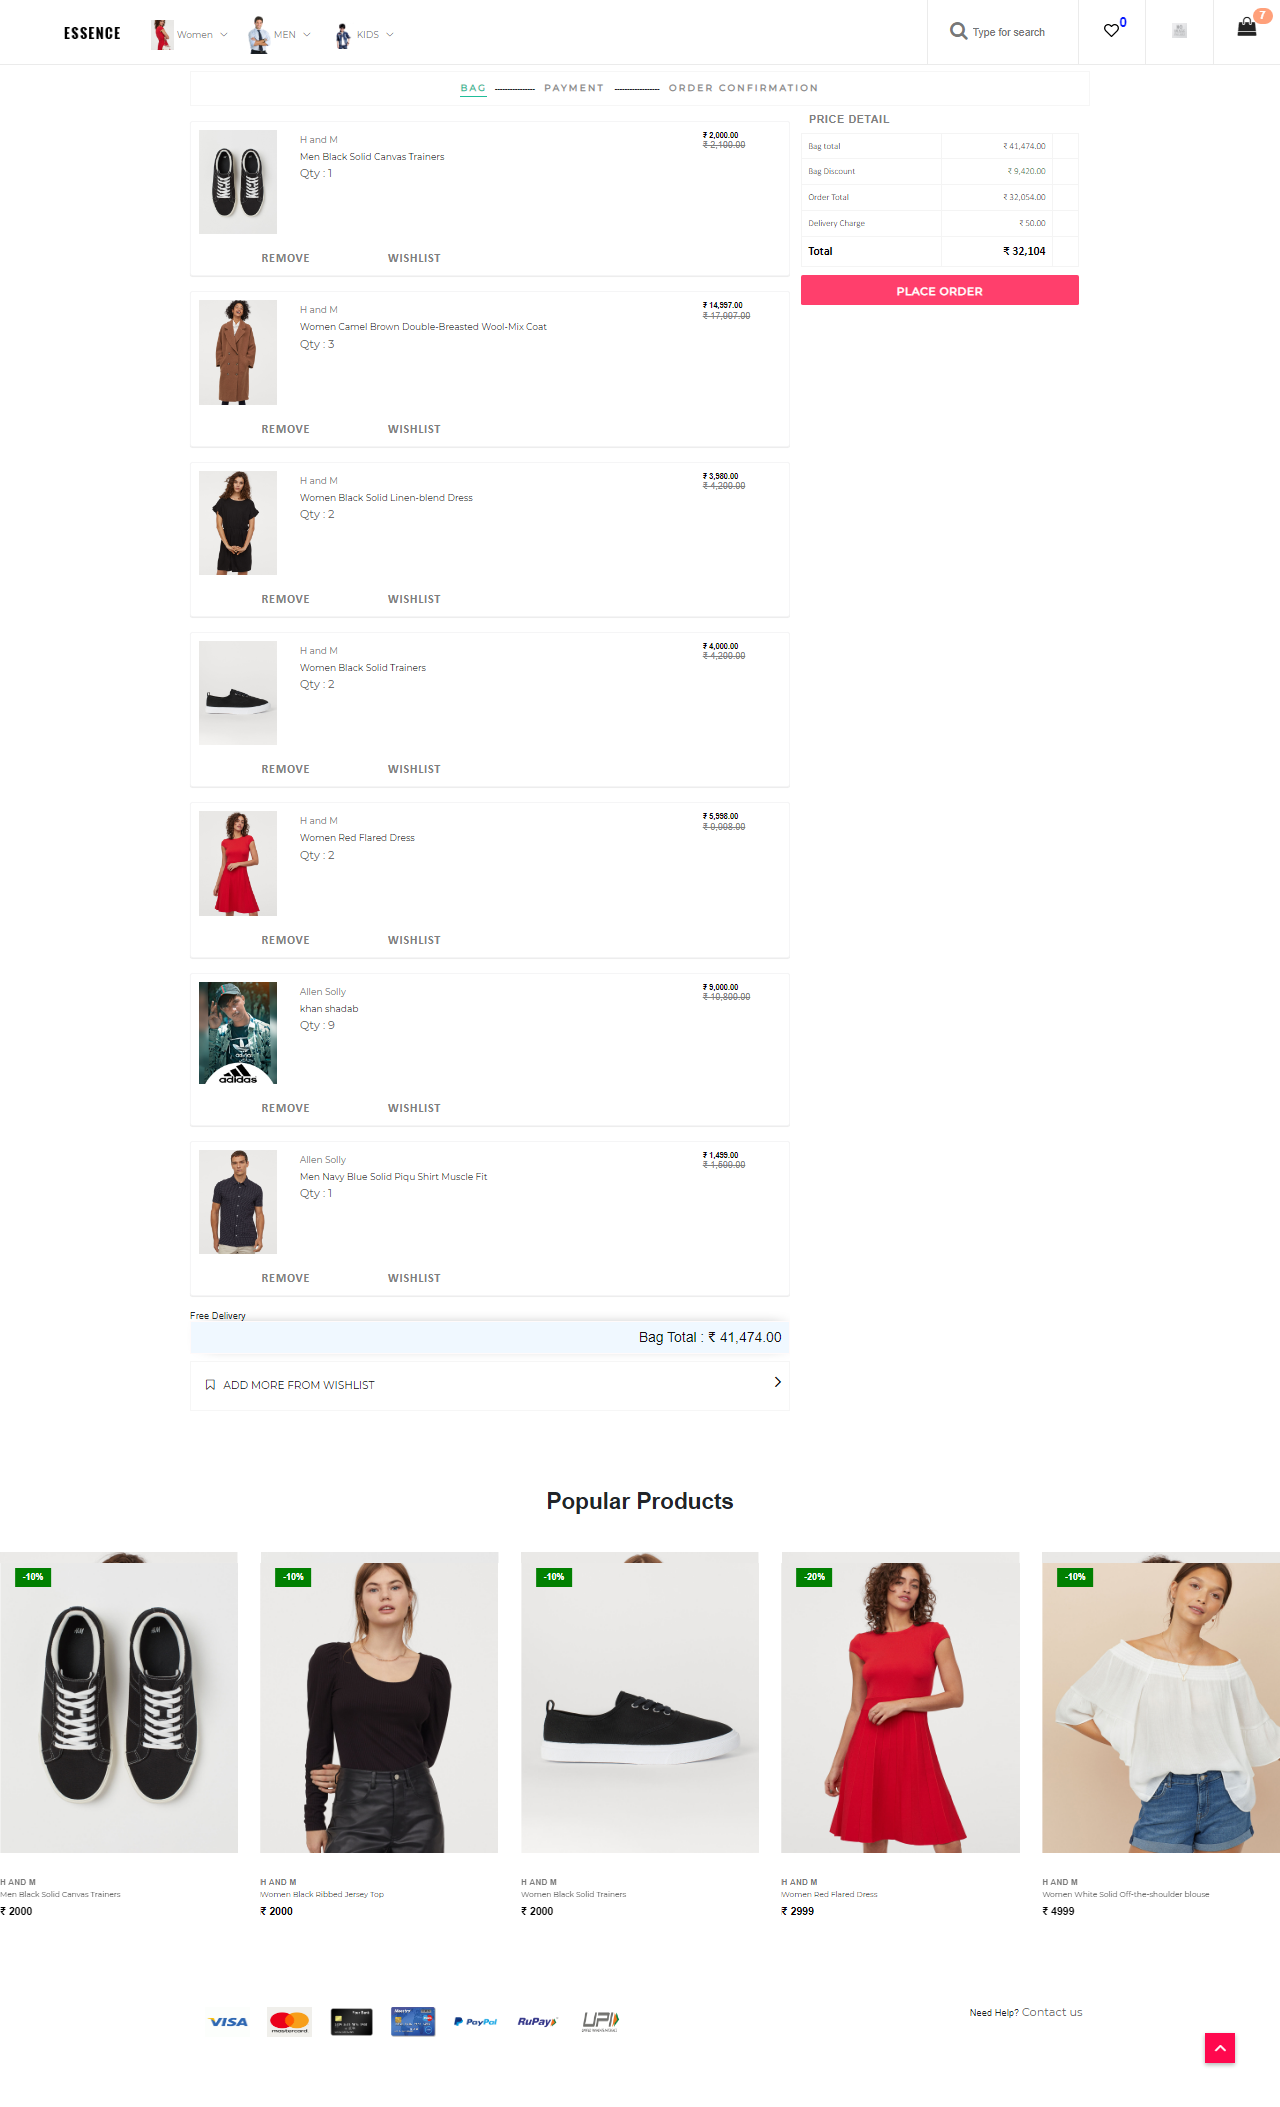 ESSENCE
Women
MEN
KIDS
Type for search
0
7
BAG ---------------- PAYMENT ------------------ ORDER CONFIRMATION
H and M
Men Black Solid Canvas Trainers
Qty : 1
₹ 2,000.00
₹ 2,100.00
REMOVE WISHLIST
H and M
Women Camel Brown Double-Breasted Wool-Mix Coat
Qty : 3
₹ 14,997.00
₹ 17,997.00
REMOVE WISHLIST
H and M
Women Black Solid Linen-blend Dress
Qty : 2
₹ 3,980.00
₹ 4,200.00
REMOVE WISHLIST
H and M
Women Black Solid Trainers
Qty : 2
₹ 4,000.00
₹ 4,200.00
REMOVE WISHLIST
H and M
Women Red Flared Dress
Qty : 2
₹ 5,998.00
REMOVE WISHLIST
Allen Solly
khan shadab
Qty : 9
₹ 9,000.00
₹ 10,800.00
adidas
REMOVE WISHLIST
Allen Solly
Men Navy Blue Solid Piqu Shirt Muscle Fit
Qty : 1
₹ 1,499.00
REMOVE WISHLIST
Free Delivery
Bag Total : ₹ 41,474.00
ADD MORE FROM WISHLIST
PRICE DETAIL
Bag total ₹ 41,474.00
Bag Discount ₹ 9,420.00
Order Total ₹ 32,054.00
Delivery Charge ₹ 50.00
Total ₹ 32,104
PLACE ORDER
Popular Products
-10%
H AND M
Men Black Solid Canvas Trainers
₹ 2000
-10%
H AND M
Women Black Ribbed Jersey Top
₹ 2000
-10%
H AND M
Women Black Solid Trainers
₹ 2000
-20%
H AND M
Women Red Flared Dress
₹ 2999
-10%
H AND M
Women White Solid Off-the-shoulder blouse
₹ 4999
VISA
mastercard
Maestro
PayPal
RuPay
UPI
Need Help? Contact us